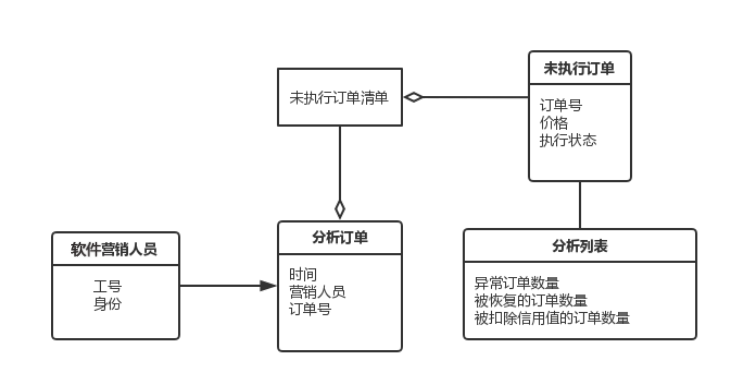 未执行订单
订单号
价格
执行状态
未执行订单清单
软件营销人员
工号
身份
分析订单
时间
营销人员
订单号
分析列表
异常订单数量
被恢复的订单数量
被扣除信用值的订单数量